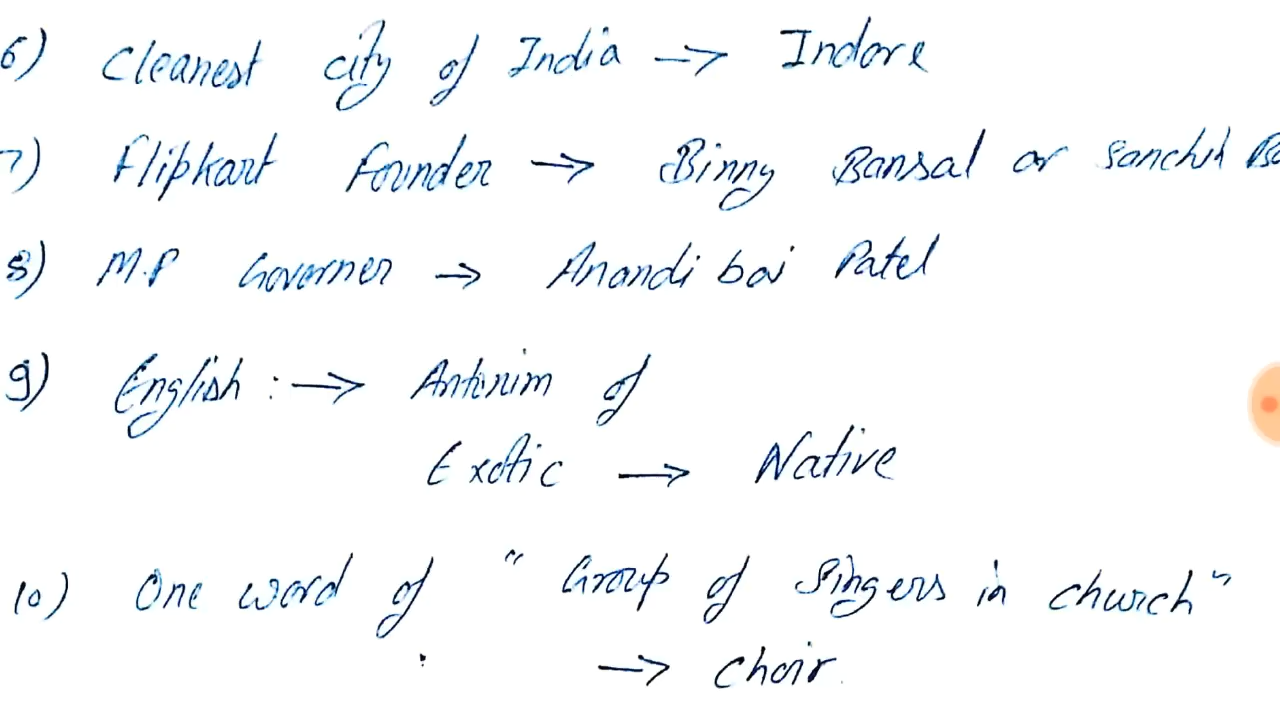 6) Cleanest city of India → Indore
7) Flipkart Founder → Binny Bansal or Sanchit
8) M.P Governer → Anandi bai Patel
9) English :→ Antonim of
Exotic → Native
10) One word of "Group of Singers in church"
→ Choir.